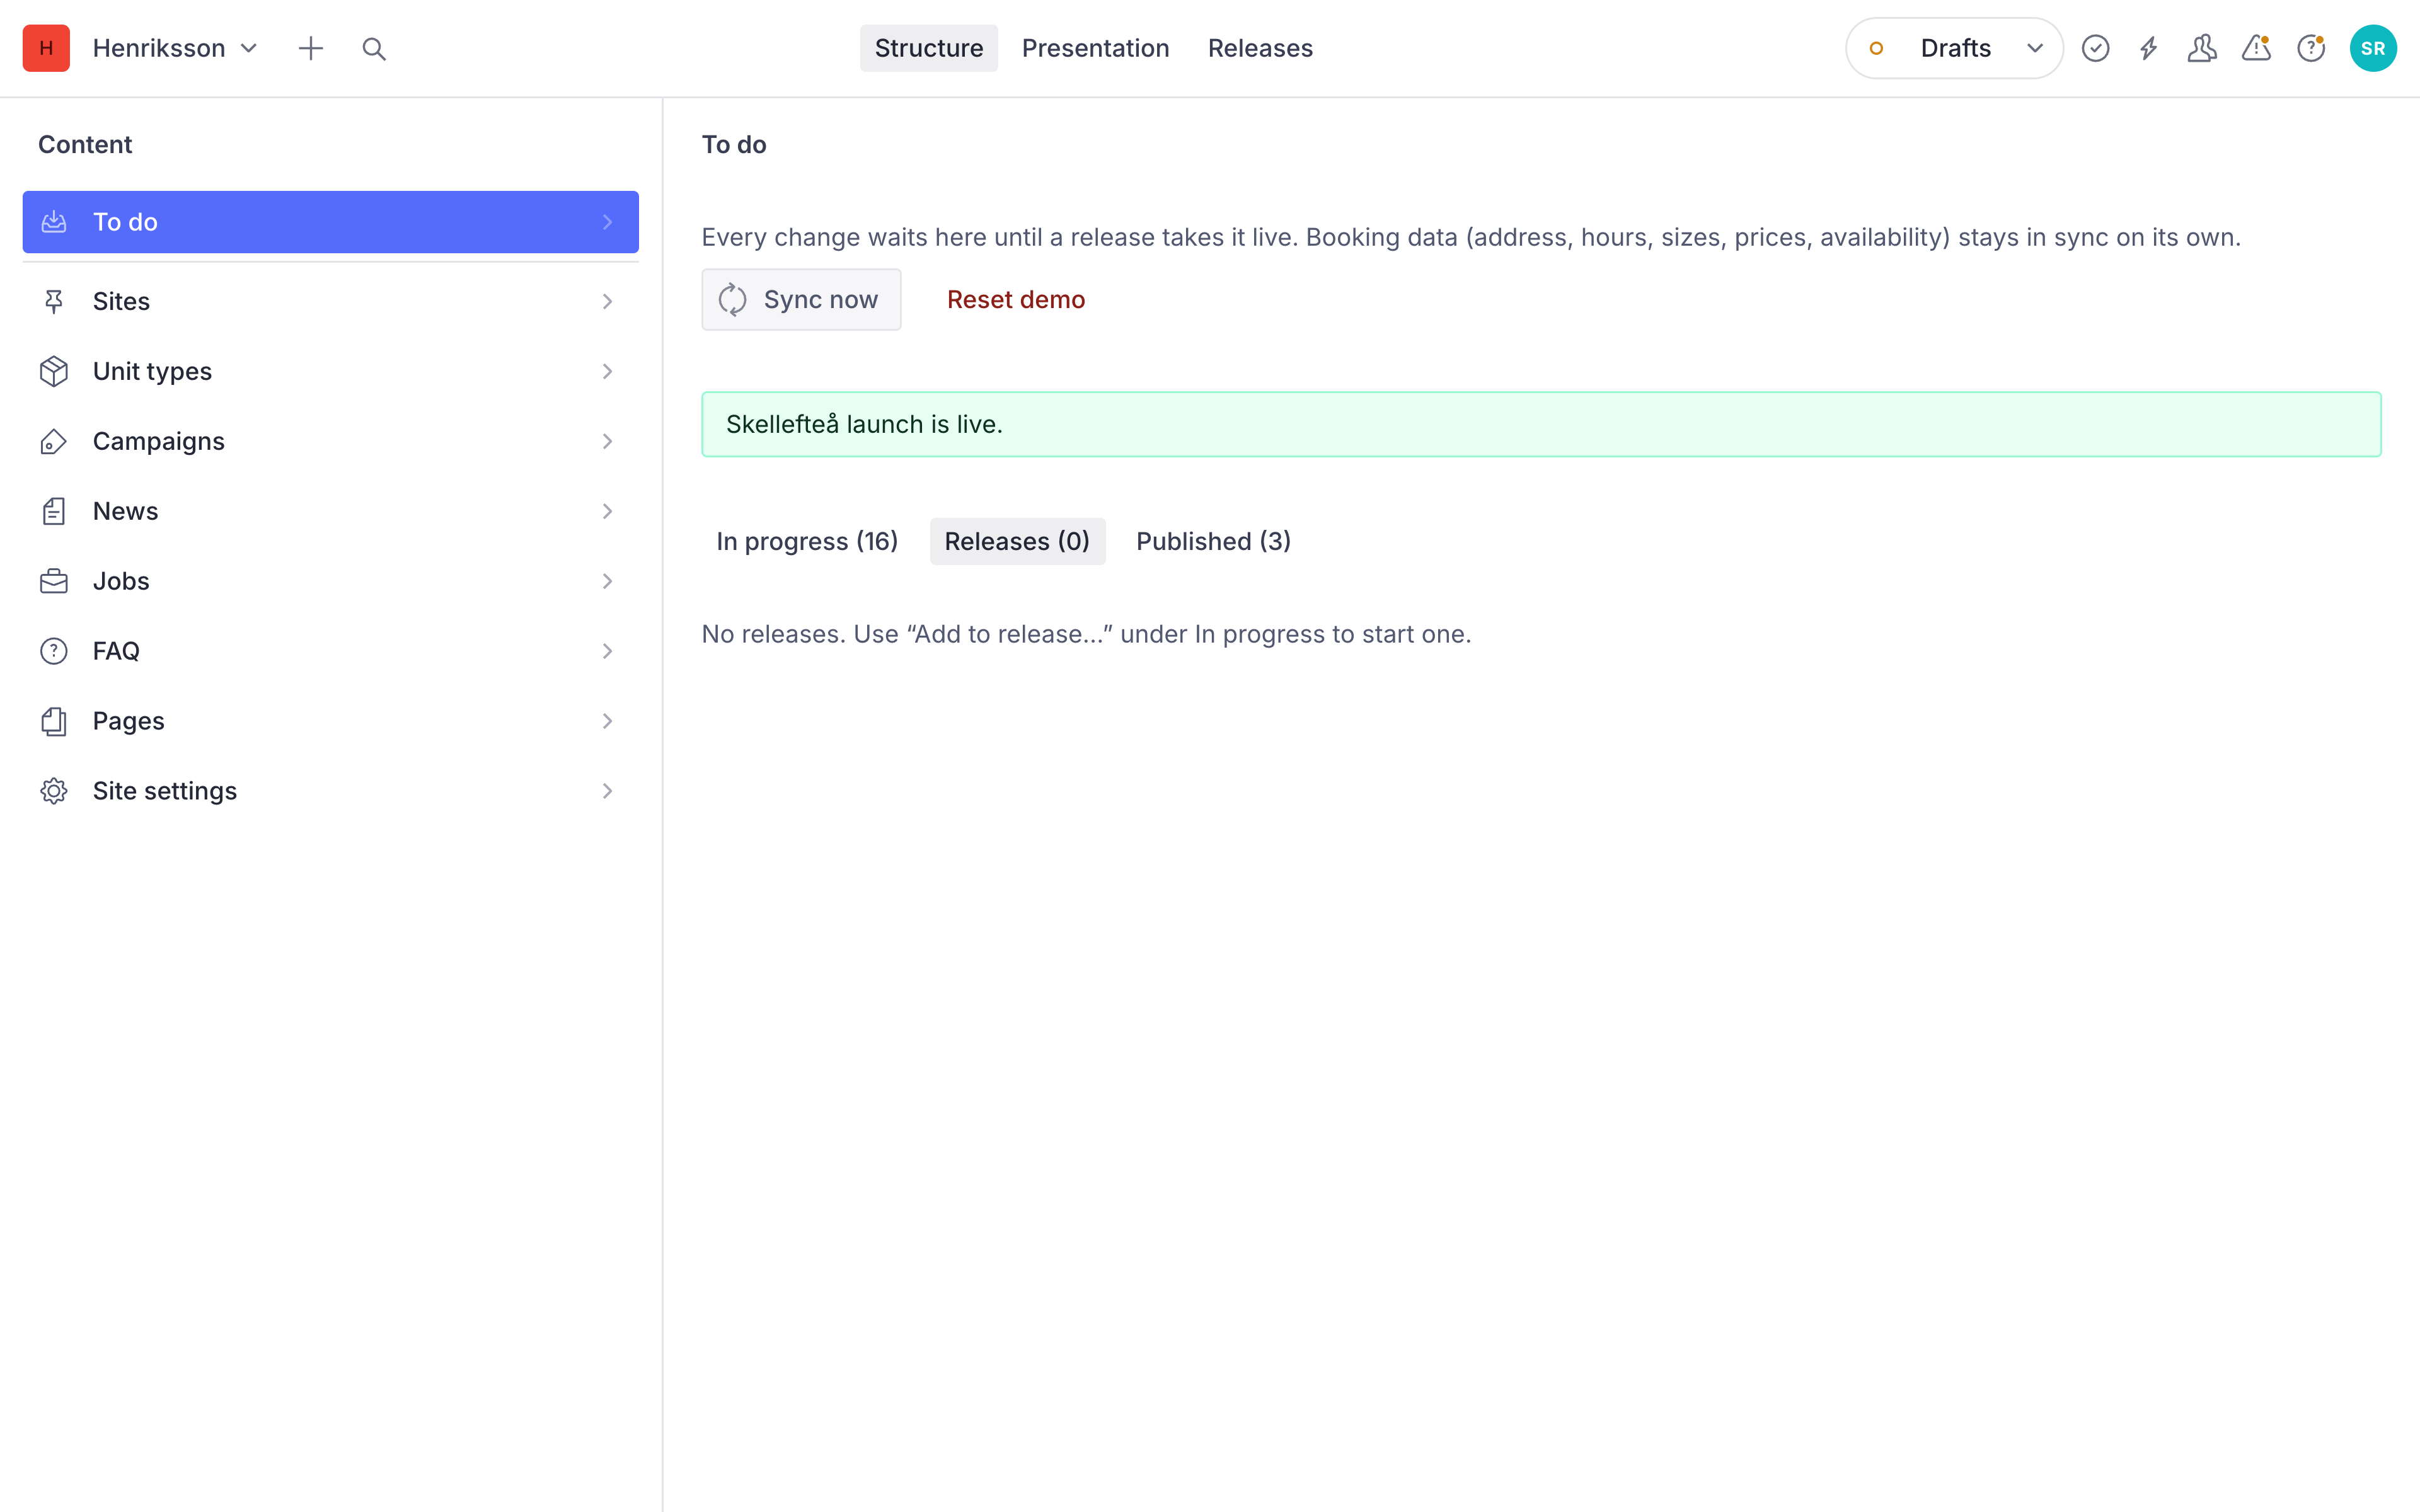 H Henriksson Structure Presentation Releases Drafts SR
Content
To do
Sites
Unit types
Campaigns
News
Jobs
FAQ
Pages
Site settings
To do
Every change waits here until a release takes it live. Booking data (address, hours, sizes, prices, availability) stays in sync on its own.
Sync now Reset demo
Skellefteå launch is live.
In progress (16) Releases (0) Published (3)
No releases. Use “Add to release...” under In progress to start one.